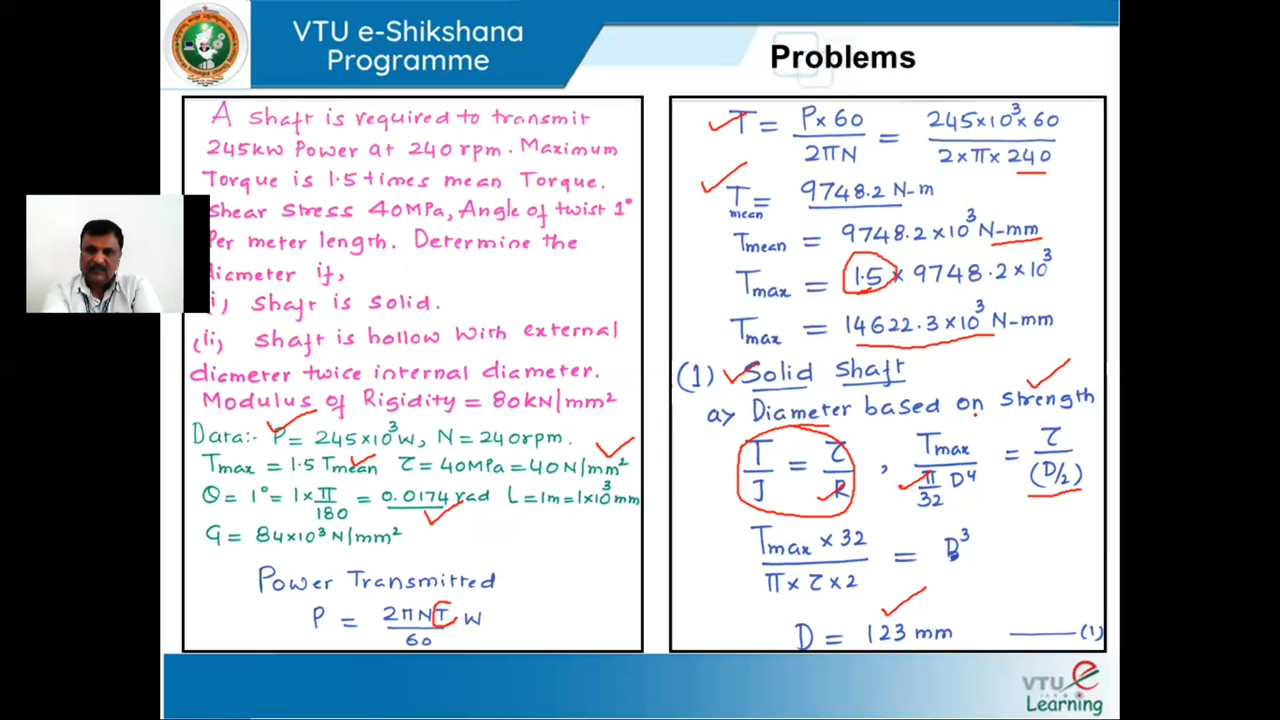 VTU e-Shikshana
Programme
Problems
A shaft is required to transmit
245kw Power at 240 rpm. Maximum
Torque is 1.5 times mean Torque.
Shear stress 40MPa, Angle of twist 1°
Per meter length. Determine the
diameter if,
(i) shaft is solid.
(ii) shaft is hollow with external
diameter twice internal diameter.
Modulus of Rigidity = 80kN/mm²
Data:- P = 245×10³W, N = 240rpm.
Tmax = 1.5 Tmean τ = 40MPa = 40N/mm²
θ = 1° = 1×π/180 = 0.0174 rad L = 1m = 1×10³mm
G = 84×10³N/mm²
Power Transmitted
P = 2πNT/60 W
T = P×60/2πN = 245×10³×60/2×π×240
Tmean = 9748.2 N-m
Tmean = 9748.2×10³ N-mm
Tmax = 1.5×9748.2×10³
Tmax = 14622.3×10³ N-mm
(1) Solid shaft
a) Diameter based on strength
T/J = τ/R , Tmax/π/32 D⁴ = τ/(D/2)
Tmax×32/π×τ×2 = D³
D = 123mm ——(1)
VTU e
Learning